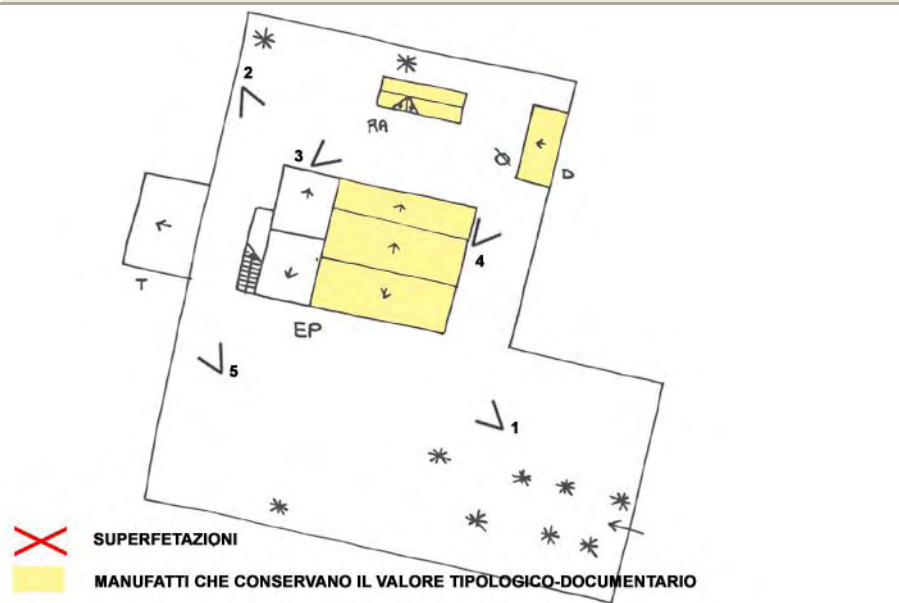 2
RA
3
D
4
T
EP
5
1
SUPERFETAZIONI
MANUFATTI CHE CONSERVANO IL VALORE TIPOLOGICO-DOCUMENTARIO